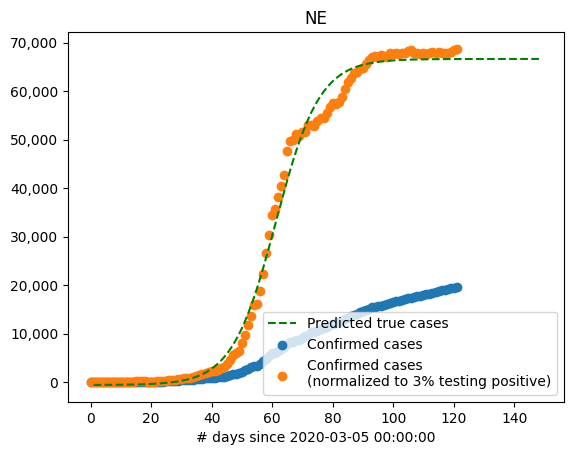 NE
70,000
60,000
50,000
40,000
30,000
20,000
10,000
0
Predicted true cases
Confirmed cases
Confirmed cases
(normalized to 3% testing positive)
0 20 40 60 80 100 120 140
# days since 2020-03-05 00:00:00